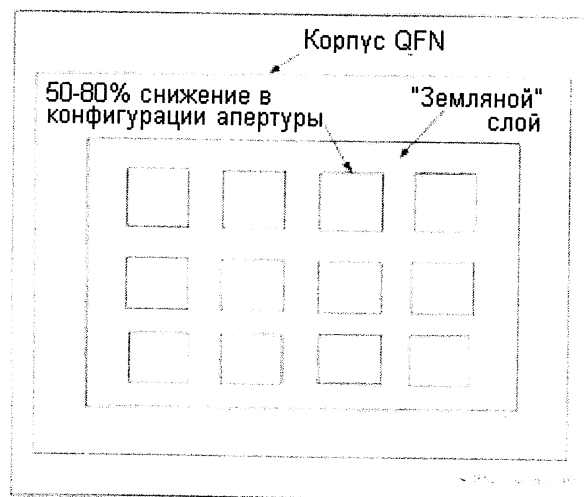 Корпус QFN
50-80% снижение в
конфигурации апертуры
"Земляной"
слой